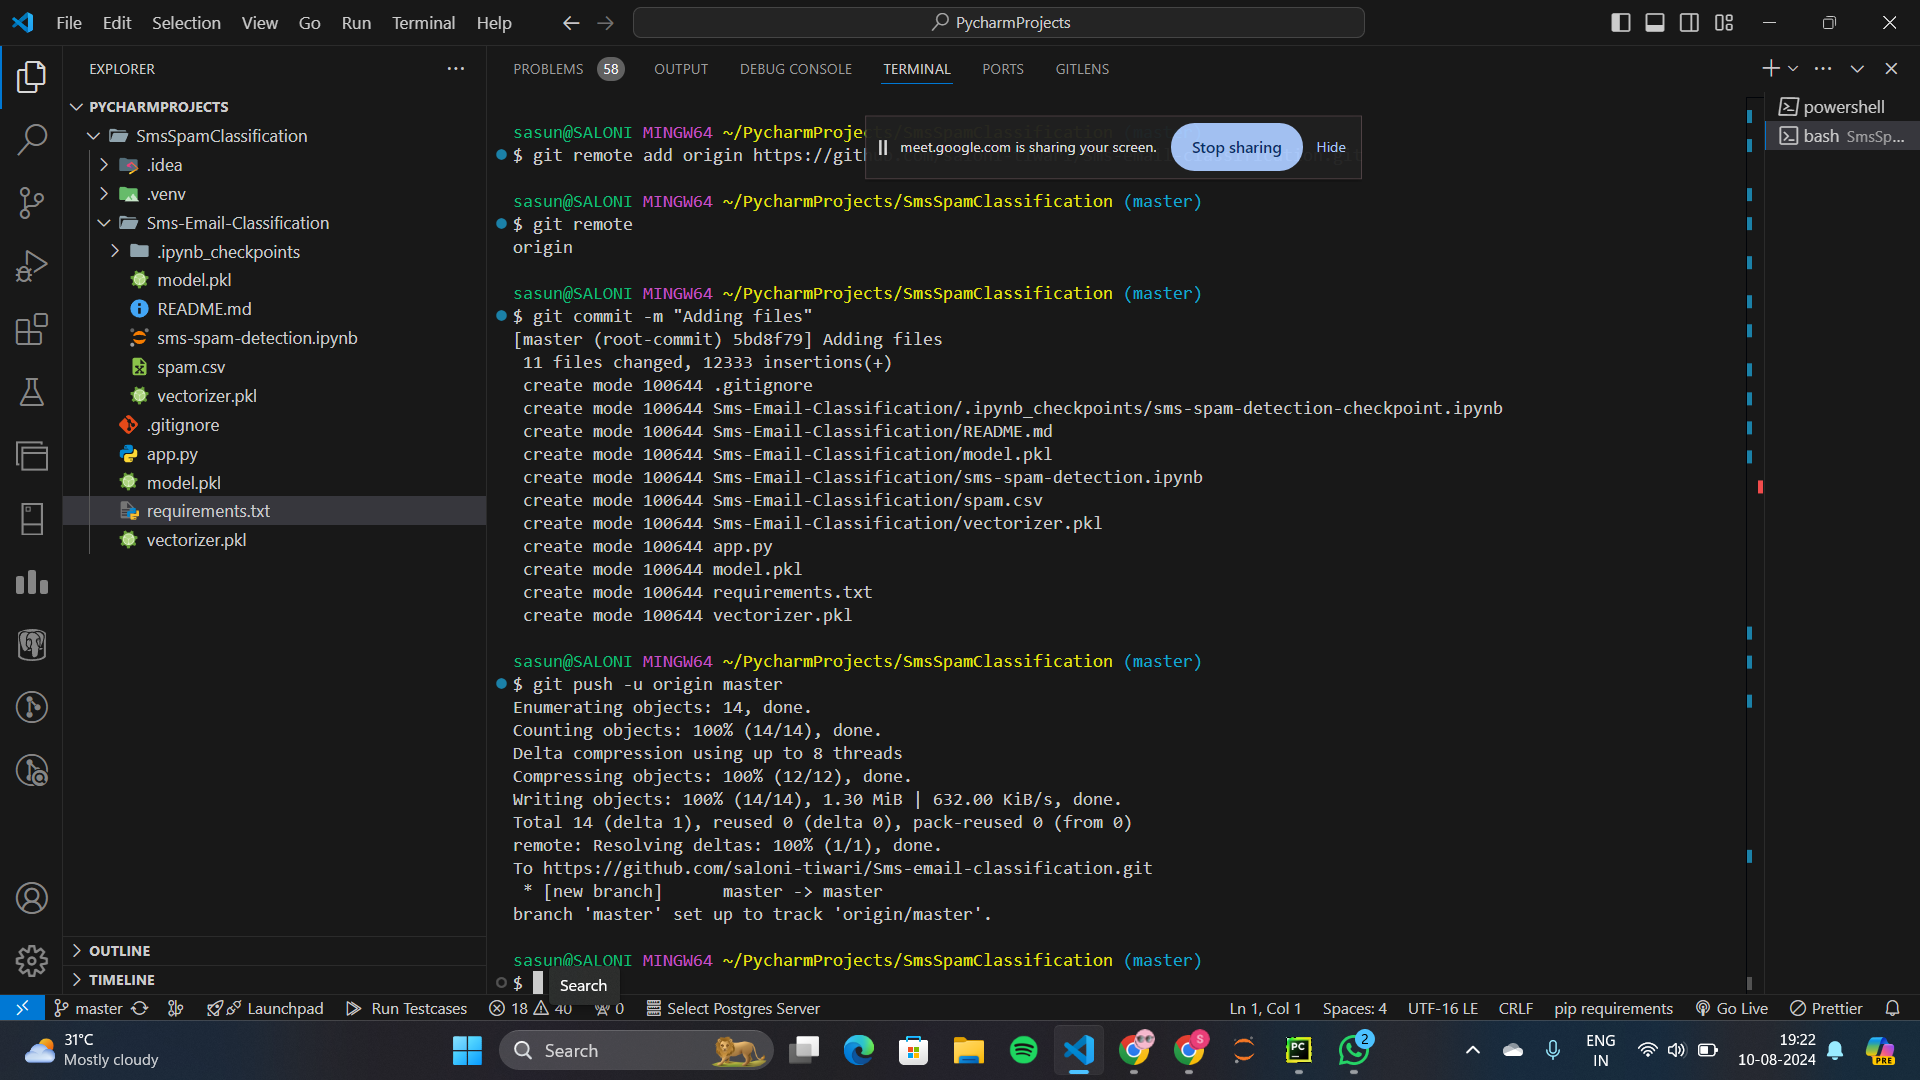 File Edit Selection View Go Run Terminal Help
PycharmProjects
EXPLORER
PYCHARMPROJECTS
SmsSpamClassification
.idea
.venv
Sms-Email-Classification
.ipynb_checkpoints
model.pkl
README.md
sms-spam-detection.ipynb
spam.csv
vectorizer.pkl
.gitignore
app.py
model.pkl
requirements.txt
vectorizer.pkl
OUTLINE
TIMELINE
PROBLEMS 58 OUTPUT DEBUG CONSOLE TERMINAL PORTS GITLENS
powershell
bash SmsSp...
meet.google.com is sharing your screen. Stop sharing Hide
sasun@SALONI MINGW64 ~/PycharmProjects/SmsSpamClassification (master)
$ git remote add origin https://gith
sasun@SALONI MINGW64 ~/PycharmProjects/SmsSpamClassification (master)
$ git remote
origin
sasun@SALONI MINGW64 ~/PycharmProjects/SmsSpamClassification (master)
$ git commit -m "Adding files"
[master (root-commit) 5bd8f79] Adding files
11 files changed, 12333 insertions(+)
create mode 100644 .gitignore
create mode 100644 Sms-Email-Classification/.ipynb_checkpoints/sms-spam-detection-checkpoint.ipynb
create mode 100644 Sms-Email-Classification/README.md
create mode 100644 Sms-Email-Classification/model.pkl
create mode 100644 Sms-Email-Classification/sms-spam-detection.ipynb
create mode 100644 Sms-Email-Classification/spam.csv
create mode 100644 Sms-Email-Classification/vectorizer.pkl
create mode 100644 app.py
create mode 100644 model.pkl
create mode 100644 requirements.txt
create mode 100644 vectorizer.pkl
sasun@SALONI MINGW64 ~/PycharmProjects/SmsSpamClassification (master)
$ git push -u origin master
Enumerating objects: 14, done.
Counting objects: 100% (14/14), done.
Delta compression using up to 8 threads
Compressing objects: 100% (12/12), done.
Writing objects: 100% (14/14), 1.30 MiB | 632.00 KiB/s, done.
Total 14 (delta 1), reused 0 (delta 0), pack-reused 0 (from 0)
remote: Resolving deltas: 100% (1/1), done.
To https://github.com/saloni-tiwari/Sms-email-classification.git
* [new branch] master -> master
branch 'master' set up to track 'origin/master'.
sasun@SALONI MINGW64 ~/PycharmProjects/SmsSpamClassification (master)
$
Search
master Launchpad Run Testcases 18 40 0 Select Postgres Server Ln 1, Col 1 Spaces: 4 UTF-16 LE CRLF pip requirements Go Live Prettier
31°C
Mostly cloudy
Search
S
PC
2
ENG
IN
19:22
10-08-2024
PRE